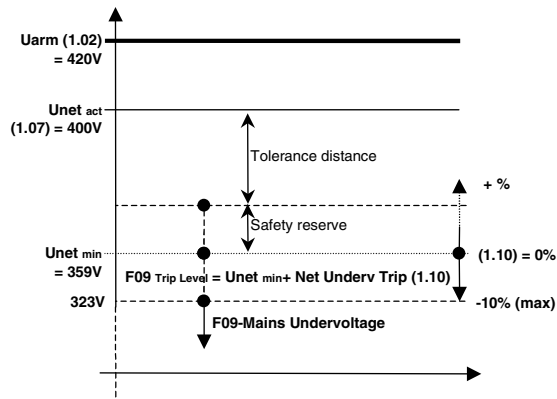 Uarm (1.02)
= 420V
Unet act
(1.07) = 400V
Tolerance distance
+ %
Safety reserve
Unet min
= 359V
(1.10) = 0%
F09 Trip Level = Unet min+ Net Underv Trip (1.10)
323V
-10% (max)
F09-Mains Undervoltage